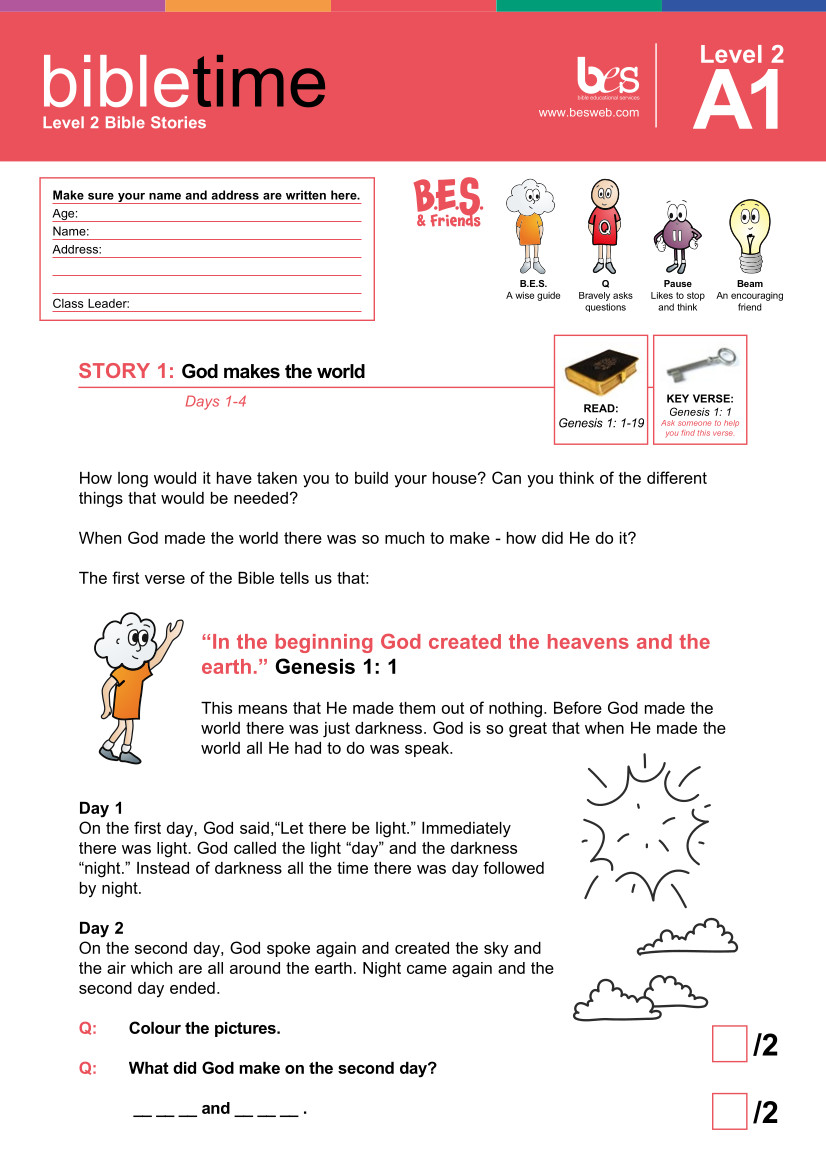 bibletime
Level 2 Bible Stories
bes
bible educational services
www.besweb.com
Level 2
A1
Make sure your name and address are written here.
Age:
Name:
Address:
Class Leader:
B.E.S.
& Friends
Q
B.E.S.
A wise guide
Q
Bravely asks
questions
Pause
Likes to stop
and think
Beam
An encouraging
friend
STORY 1: God makes the world
Days 1-4
READ:
Genesis 1: 1-19
KEY VERSE:
Genesis 1: 1
Ask someone to help
you find this verse.
How long would it have taken you to build your house? Can you think of the different
things that would be needed?
When God made the world there was so much to make - how did He do it?
The first verse of the Bible tells us that:
“In the beginning God created the heavens and the
earth.” Genesis 1: 1
This means that He made them out of nothing. Before God made the
world there was just darkness. God is so great that when He made the
world all He had to do was speak.
Day 1
On the first day, God said,“Let there be light.” Immediately
there was light. God called the light “day” and the darkness
“night.” Instead of darkness all the time there was day followed
by night.
Day 2
On the second day, God spoke again and created the sky and
the air which are all around the earth. Night came again and the
second day ended.
Q: Colour the pictures.
/2
Q: What did God make on the second day?
__ __ __ and __ __ __ .
/2